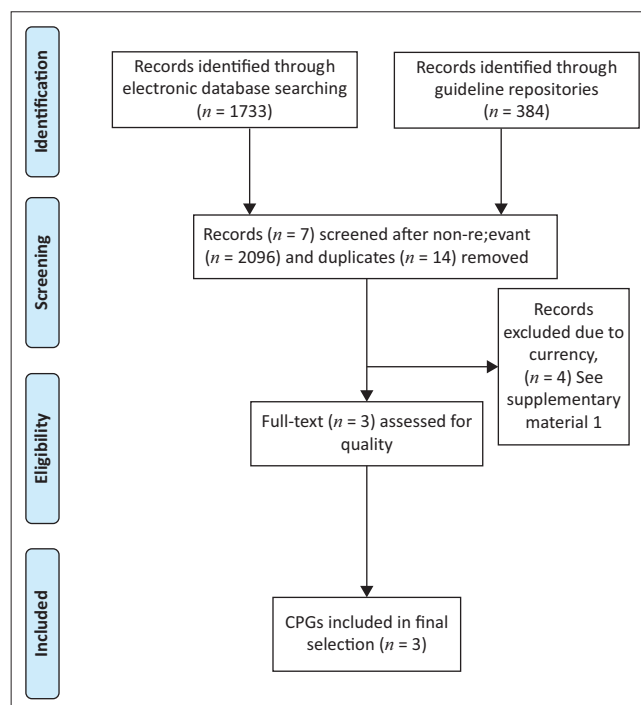 Identification
Records identified through
electronic database searching
(n = 1733)
Records identified through
guideline repositories
(n = 384)
Screening
Records (n = 7) screened after non-re;evant
(n = 2096) and duplicates (n = 14) removed
Records
excluded due to
currency,
(n = 4) See
supplementary
material 1
Eligibility
Full-text (n = 3) assessed for
quality
Included
CPGs included in final
selection (n = 3)